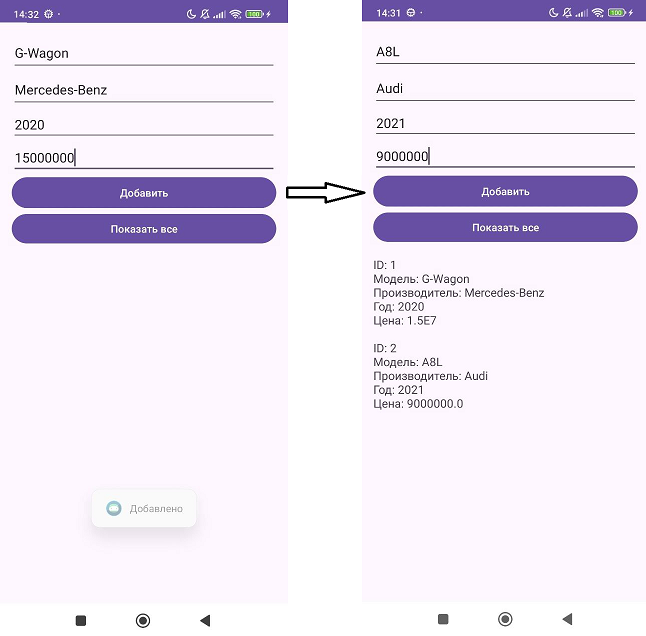 14:32
100
G-Wagon
Mercedes-Benz
2020
15000000
Добавить
Показать все
Добавлено
14:31
100
A8L
Audi
2021
9000000
Добавить
Показать все
ID: 1
Модель: G-Wagon
Производитель: Mercedes-Benz
Год: 2020
Цена: 1.5E7
ID: 2
Модель: A8L
Производитель: Audi
Год: 2021
Цена: 9000000.0